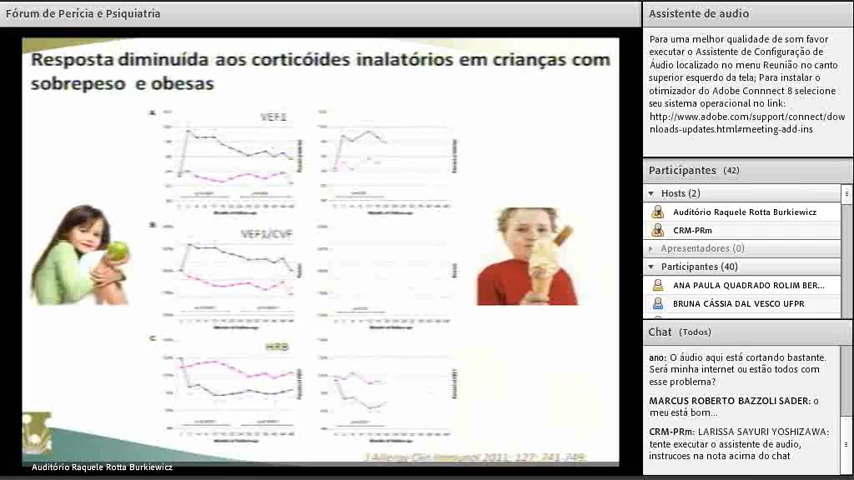 Fórum de Perícia e Psiquiatria
Resposta diminuída aos corticóides inalatórios em crianças com
sobrepeso e obesas
A
VEF1
B
VEF1/CVF
C
HRB
J Allergy Clin Immunol 2011; 127: 741-749.
Auditório Raquele Rotta Burkiewicz
Assistente de audio
Para uma melhor qualidade de som favor
executar o Assistente de Configuração de
Áudio localizado no menu Reunião no canto
superior esquerdo da tela; Para instalar o
otimizador do Adobe Connnect 8 selecione
seu sistema operacional no link:
http://www.adobe.com/support/connect/dow
nloads-updates.html#meeting-add-ins
Participantes (42)
Hosts (2)
Auditório Raquele Rotta Burkiewicz
CRM-PRm
Apresentadores (0)
Participantes (40)
ANA PAULA QUADRADO ROLIM BER...
BRUNA CÁSSIA DAL VESCO UFPR
Chat (Todos)
ano: O áudio aqui está cortando bastante.
Será minha internet ou estão todos com
esse problema?
MARCUS ROBERTO BAZZOLI SADER: o
meu está bom...
CRM-PRm: LARISSA SAYURI YOSHIZAWA:
tente executar o assistente de audio,
instrucoes na nota acima do chat